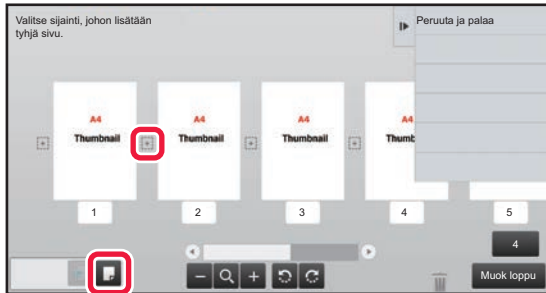 Valitse sijainti, johon lisätään
tyhjä sivu.
Peruuta ja palaa
A4
Thumbnail
A4
Thumbnail
A4
Thumbnail
A4
Thumb
1
2
3
4
5
4
Muok loppu